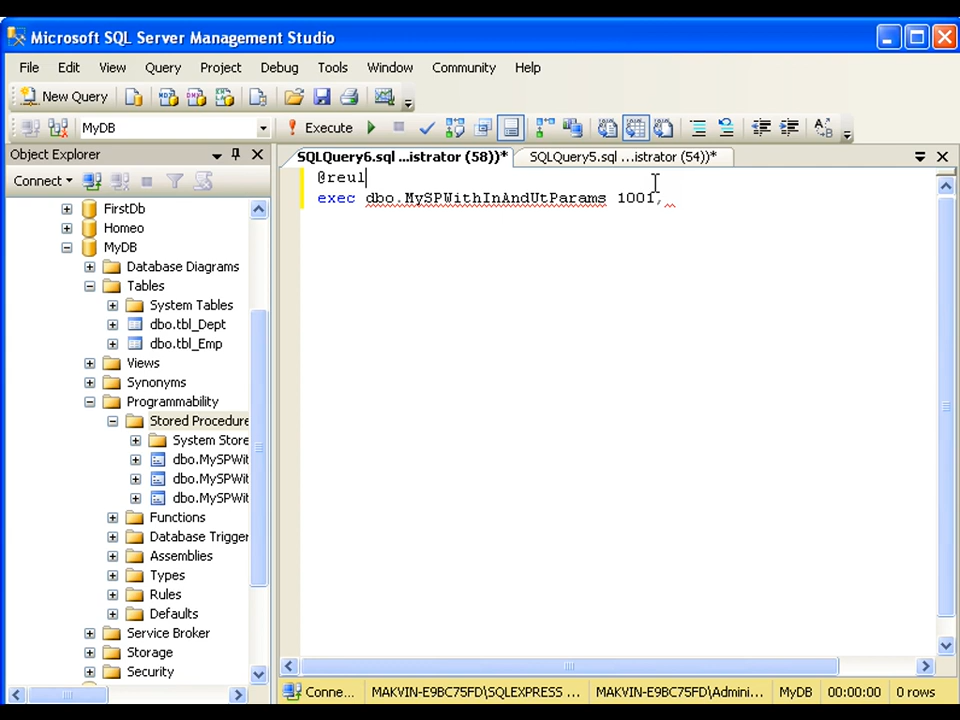 Microsoft SQL Server Management Studio
File Edit View Query Project Debug Tools Window Community Help
New Query
MyDB Execute
Object Explorer
SQLQuery6.sql ...istrator (58))* SQLQuery5.sql ...istrator (54))*
Connect
@reul
exec dbo.MySPWithInAndUtParams 1001,
FirstDb
Homeo
MyDB
Database Diagrams
Tables
System Tables
dbo.tbl_Dept
dbo.tbl_Emp
Views
Synonyms
Programmability
Stored Procedure
System Store
dbo.MySPWit
dbo.MySPWit
dbo.MySPWit
Functions
Database Trigger
Assemblies
Types
Rules
Defaults
Service Broker
Storage
Security
Conne... MAKVIN-E9BC75FD\SQLEXPRESS ... MAKVIN-E9BC75FD\Admini... MyDB 00:00:00 0 rows